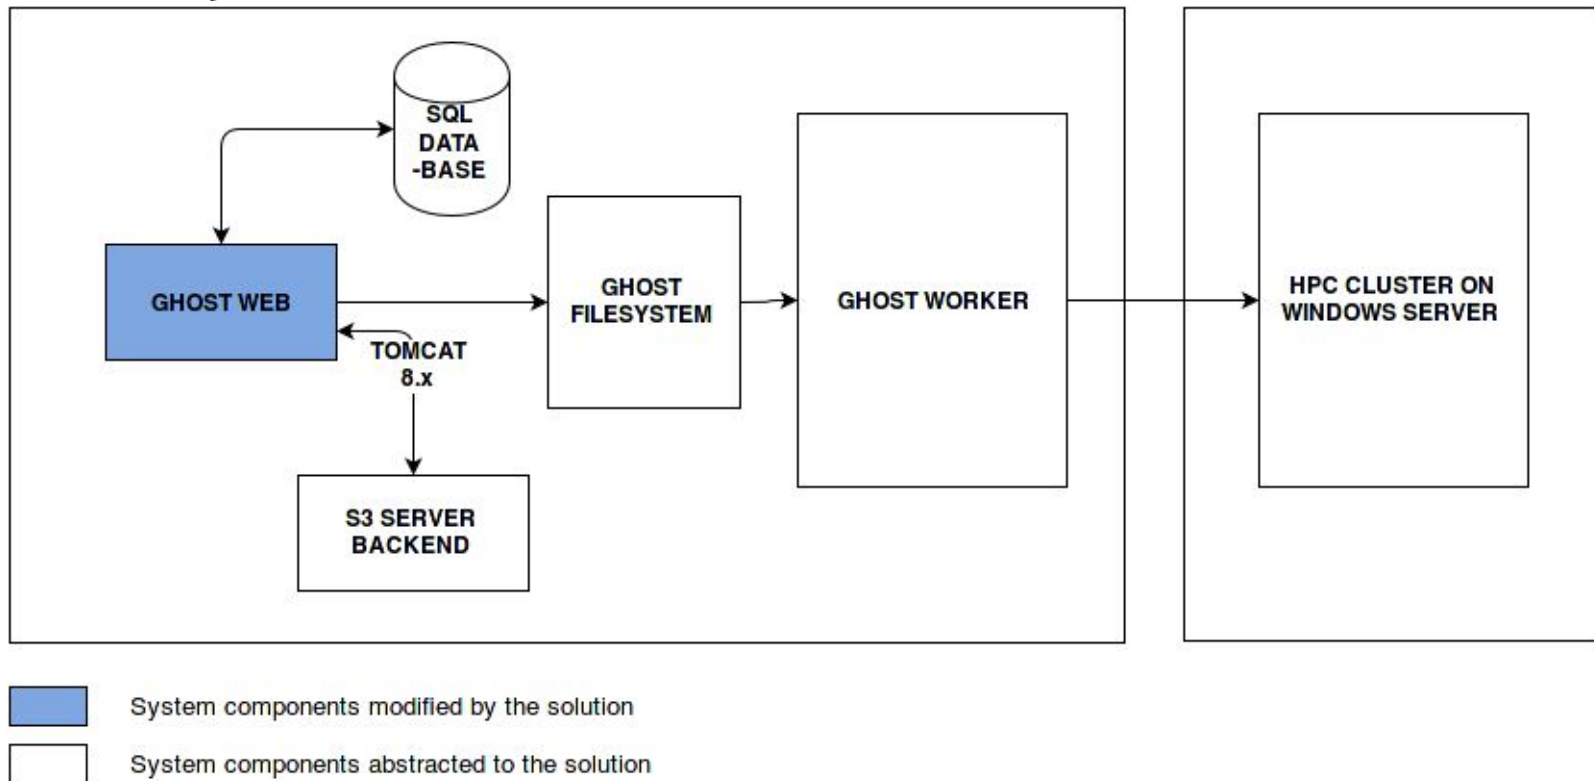 SQL
DATA
-BASE
GHOST WEB
GHOST
FILESYSTEM
GHOST WORKER
HPC CLUSTER ON
WINDOWS SERVER
TOMCAT
8.x
S3 SERVER
BACKEND
System components modified by the solution
System components abstracted to the solution